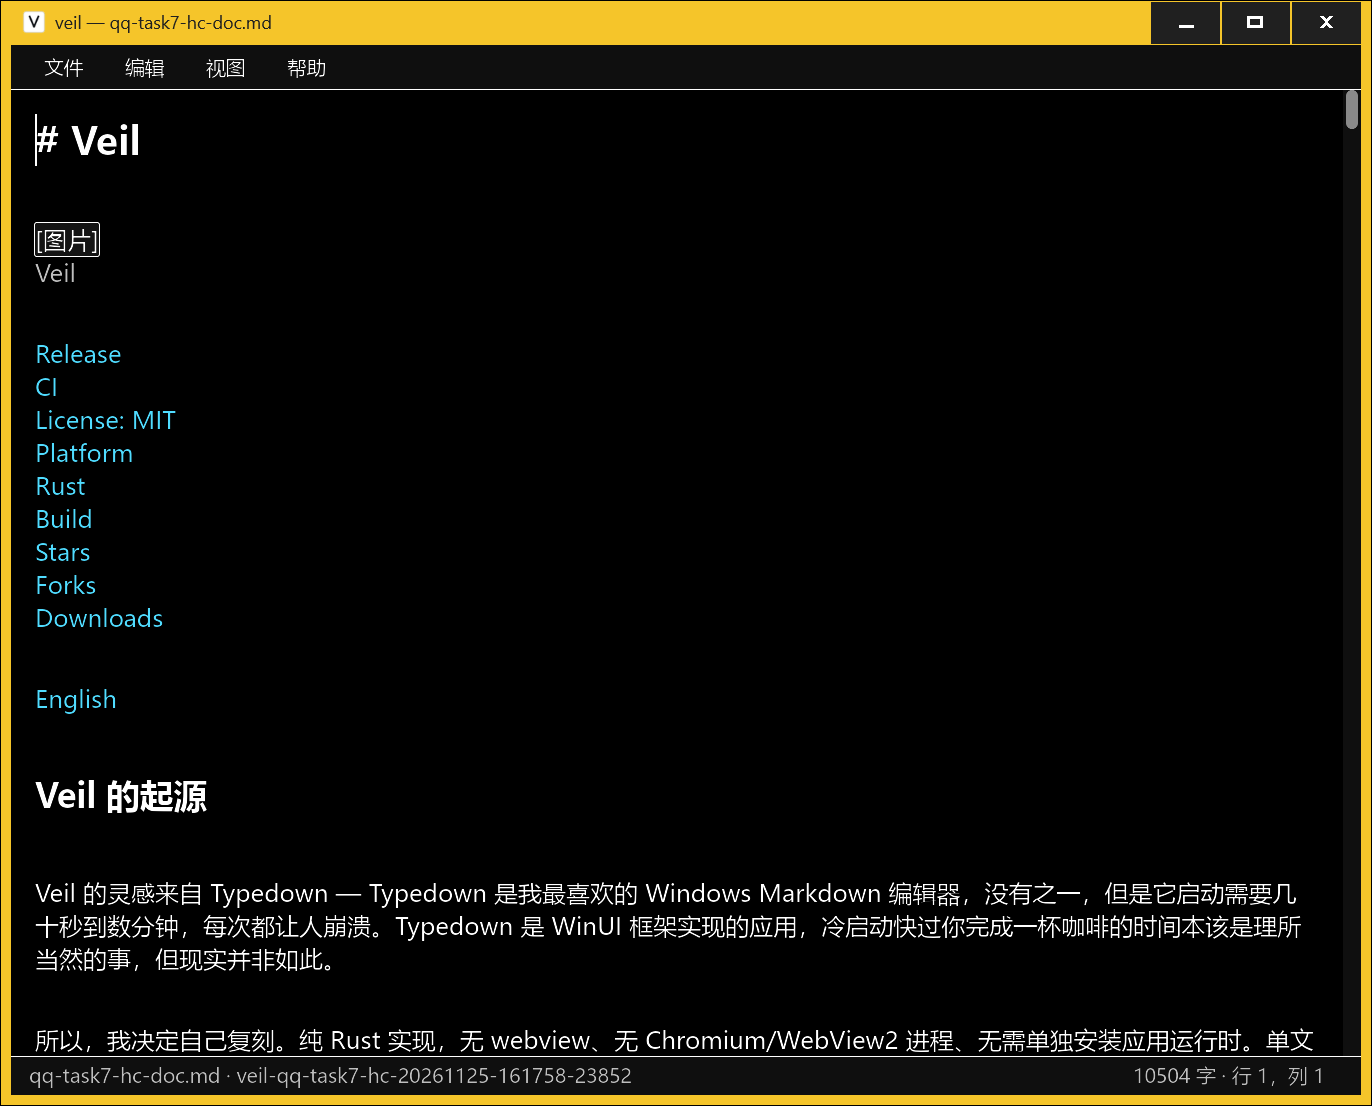 V veil — qq-task7-hc-doc.md
文件 编辑 视图 帮助
# Veil
[图片]
Veil
Release
CI
License: MIT
Platform
Rust
Build
Stars
Forks
Downloads
English
Veil 的起源
Veil 的灵感来自 Typedown — Typedown 是我最喜欢的 Windows Markdown 编辑器，没有之一，但是它启动需要几
十秒到数分钟，每次都让人崩溃。Typedown 是 WinUI 框架实现的应用，冷启动快过你完成一杯咖啡的时间本该是理所
当然的事，但现实并非如此。
所以，我决定自己复刻。纯 Rust 实现，无 webview、无 Chromium/WebView2 进程、无需单独安装应用运行时。单文
qq-task7-hc-doc.md · veil-qq-task7-hc-20261125-161758-23852
10504 字 · 行 1，列 1